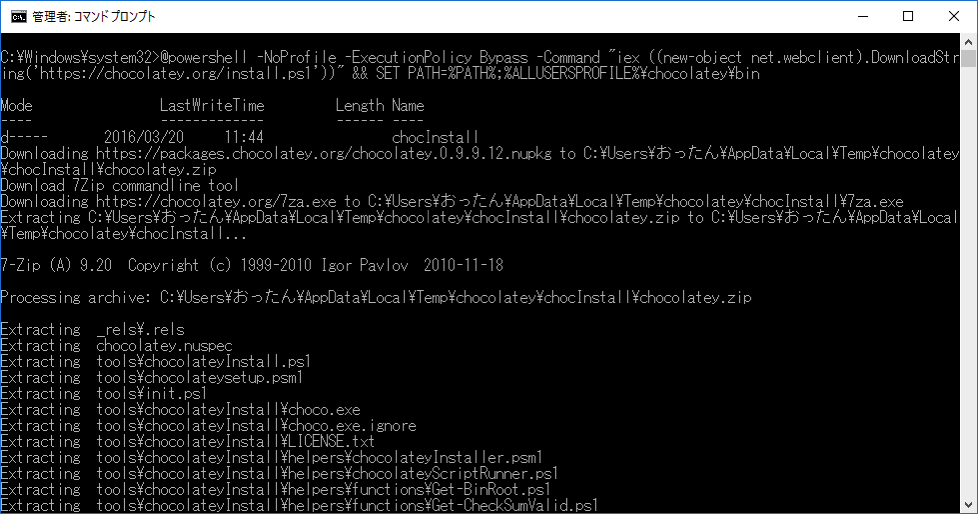 管理者: コマンド プロンプト
C:¥Windows¥system32>@powershell -NoProfile -ExecutionPolicy Bypass -Command "iex ((new-object net.webclient).DownloadStr
ing('https://chocolatey.org/install.ps1'))" && SET PATH=%PATH%;%ALLUSERSPROFILE%¥chocolatey¥bin
Mode                LastWriteTime         Length Name
----                -------------         ------ ----
d-----       2016/03/20     11:44                chocInstall
Downloading https://packages.chocolatey.org/chocolatey.0.9.9.12.nupkg to C:¥Users¥おったん¥AppData¥Local¥Temp¥chocolatey
¥chocInstall¥chocolatey.zip
Download 7Zip commandline tool
Downloading https://chocolatey.org/7za.exe to C:¥Users¥おったん¥AppData¥Local¥Temp¥chocolatey¥chocInstall¥7za.exe
Extracting C:¥Users¥おったん¥AppData¥Local¥Temp¥chocolatey¥chocInstall¥chocolatey.zip to C:¥Users¥おったん¥AppData¥Local
¥Temp¥chocolatey¥chocInstall...
7-Zip (A) 9.20  Copyright (c) 1999-2010 Igor Pavlov  2010-11-18
Processing archive: C:¥Users¥おったん¥AppData¥Local¥Temp¥chocolatey¥chocInstall¥chocolatey.zip
Extracting  _rels¥.rels
Extracting  chocolatey.nuspec
Extracting  tools¥chocolateyInstall.ps1
Extracting  tools¥chocolateysetup.psm1
Extracting  tools¥init.ps1
Extracting  tools¥chocolateyInstall¥choco.exe
Extracting  tools¥chocolateyInstall¥choco.exe.ignore
Extracting  tools¥chocolateyInstall¥LICENSE.txt
Extracting  tools¥chocolateyInstall¥helpers¥chocolateyInstaller.psm1
Extracting  tools¥chocolateyInstall¥helpers¥chocolateyScriptRunner.ps1
Extracting  tools¥chocolateyInstall¥helpers¥functions¥Get-BinRoot.ps1
Extracting  tools¥chocolateyInstall¥helpers¥functions¥Get-CheckSumValid.ps1